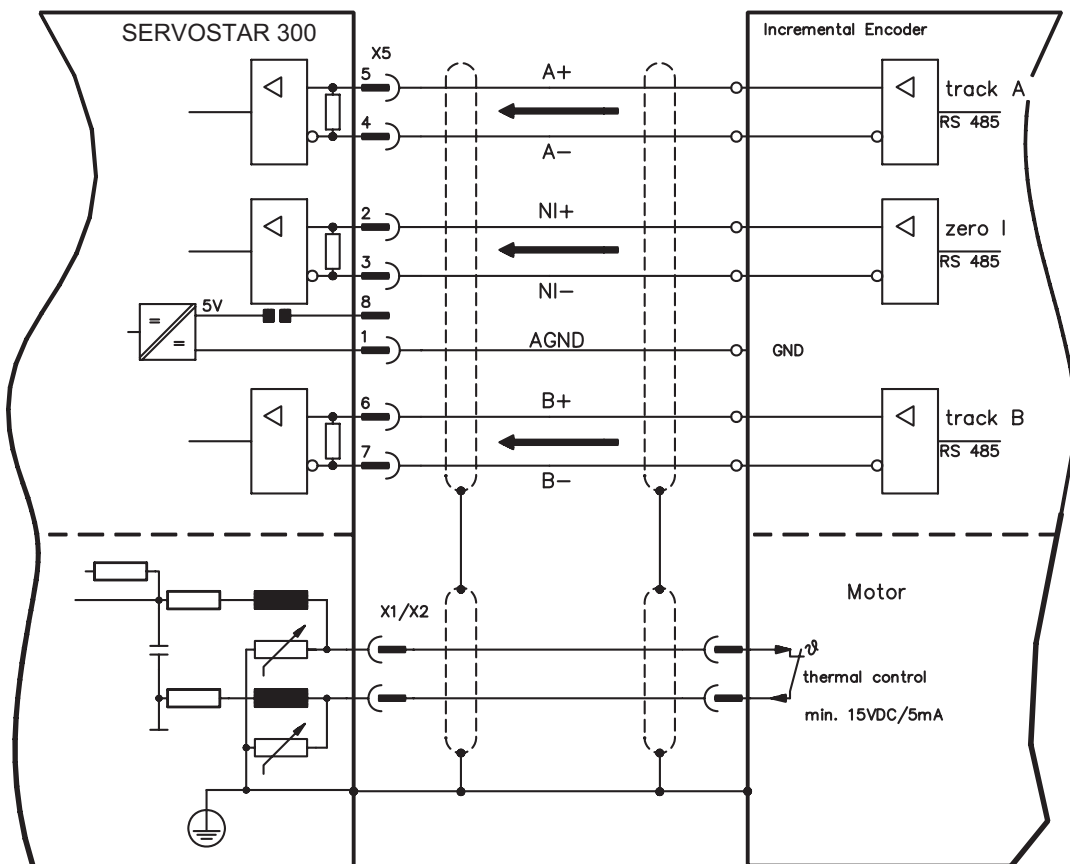 SERVOSTAR 300
X5
Incremental Encoder
5
A+
track A
4
A-
RS 485
2
NI+
zero I
3
NI-
RS 485
5V
8
=
=
1
AGND
GND
6
B+
track B
7
B-
RS 485
Motor
X1/X2
ϑ
thermal control
min. 15VDC/5mA